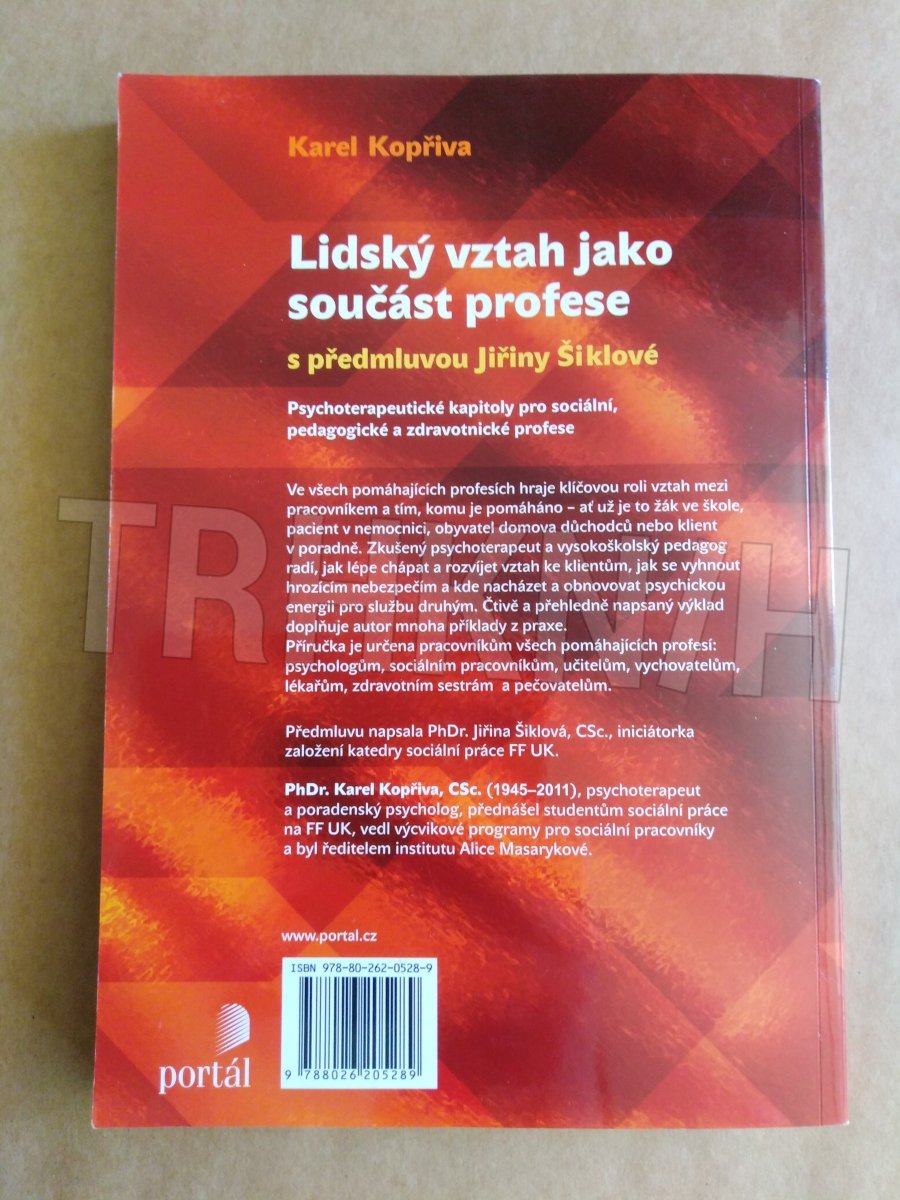 Karel Kopřiva
Lidský vztah jako
součást profese
s předmluvou Jiřiny Šiklové
Psychoterapeutické kapitoly pro sociální,
pedagogické a zdravotnické profese
Ve všech pomáhajících profesích hraje klíčovou roli vztah mezi
pracovníkem a tím, komu je pomáháno – ať už je to žák ve škole,
pacient v nemocnici, obyvatel domova důchodců nebo klient
v poradně. Zkušený psychoterapeut a vysokoškolský pedagog
radí, jak lépe chápat a rozvíjet vztah ke klientům, jak se vyhnout
hrozícím nebezpečím a kde nacházet a obnovovat psychickou
energii pro službu druhým. Čtivě a přehledně napsaný výklad
doplňuje autor mnoha příklady z praxe.
Příručka je určena pracovníkům všech pomáhajících profesí:
psychologům, sociálním pracovníkům, učitelům, vychovatelům,
lékařům, zdravotním sestrám a pečovatelům.
Předmluvu napsala PhDr. Jiřina Šiklová, CSc., iniciátorka
založení katedry sociální práce FF UK.
PhDr. Karel Kopřiva, CSc. (1945–2011), psychoterapeut
a poradenský psycholog, přednášel studentům sociální práce
na FF UK, vedl výcvikové programy pro sociální pracovníky
a byl ředitelem institutu Alice Masarykové.
www.portal.cz
ISBN 978-80-262-0528-9
9 788026 205289
portál
TRHKNIH